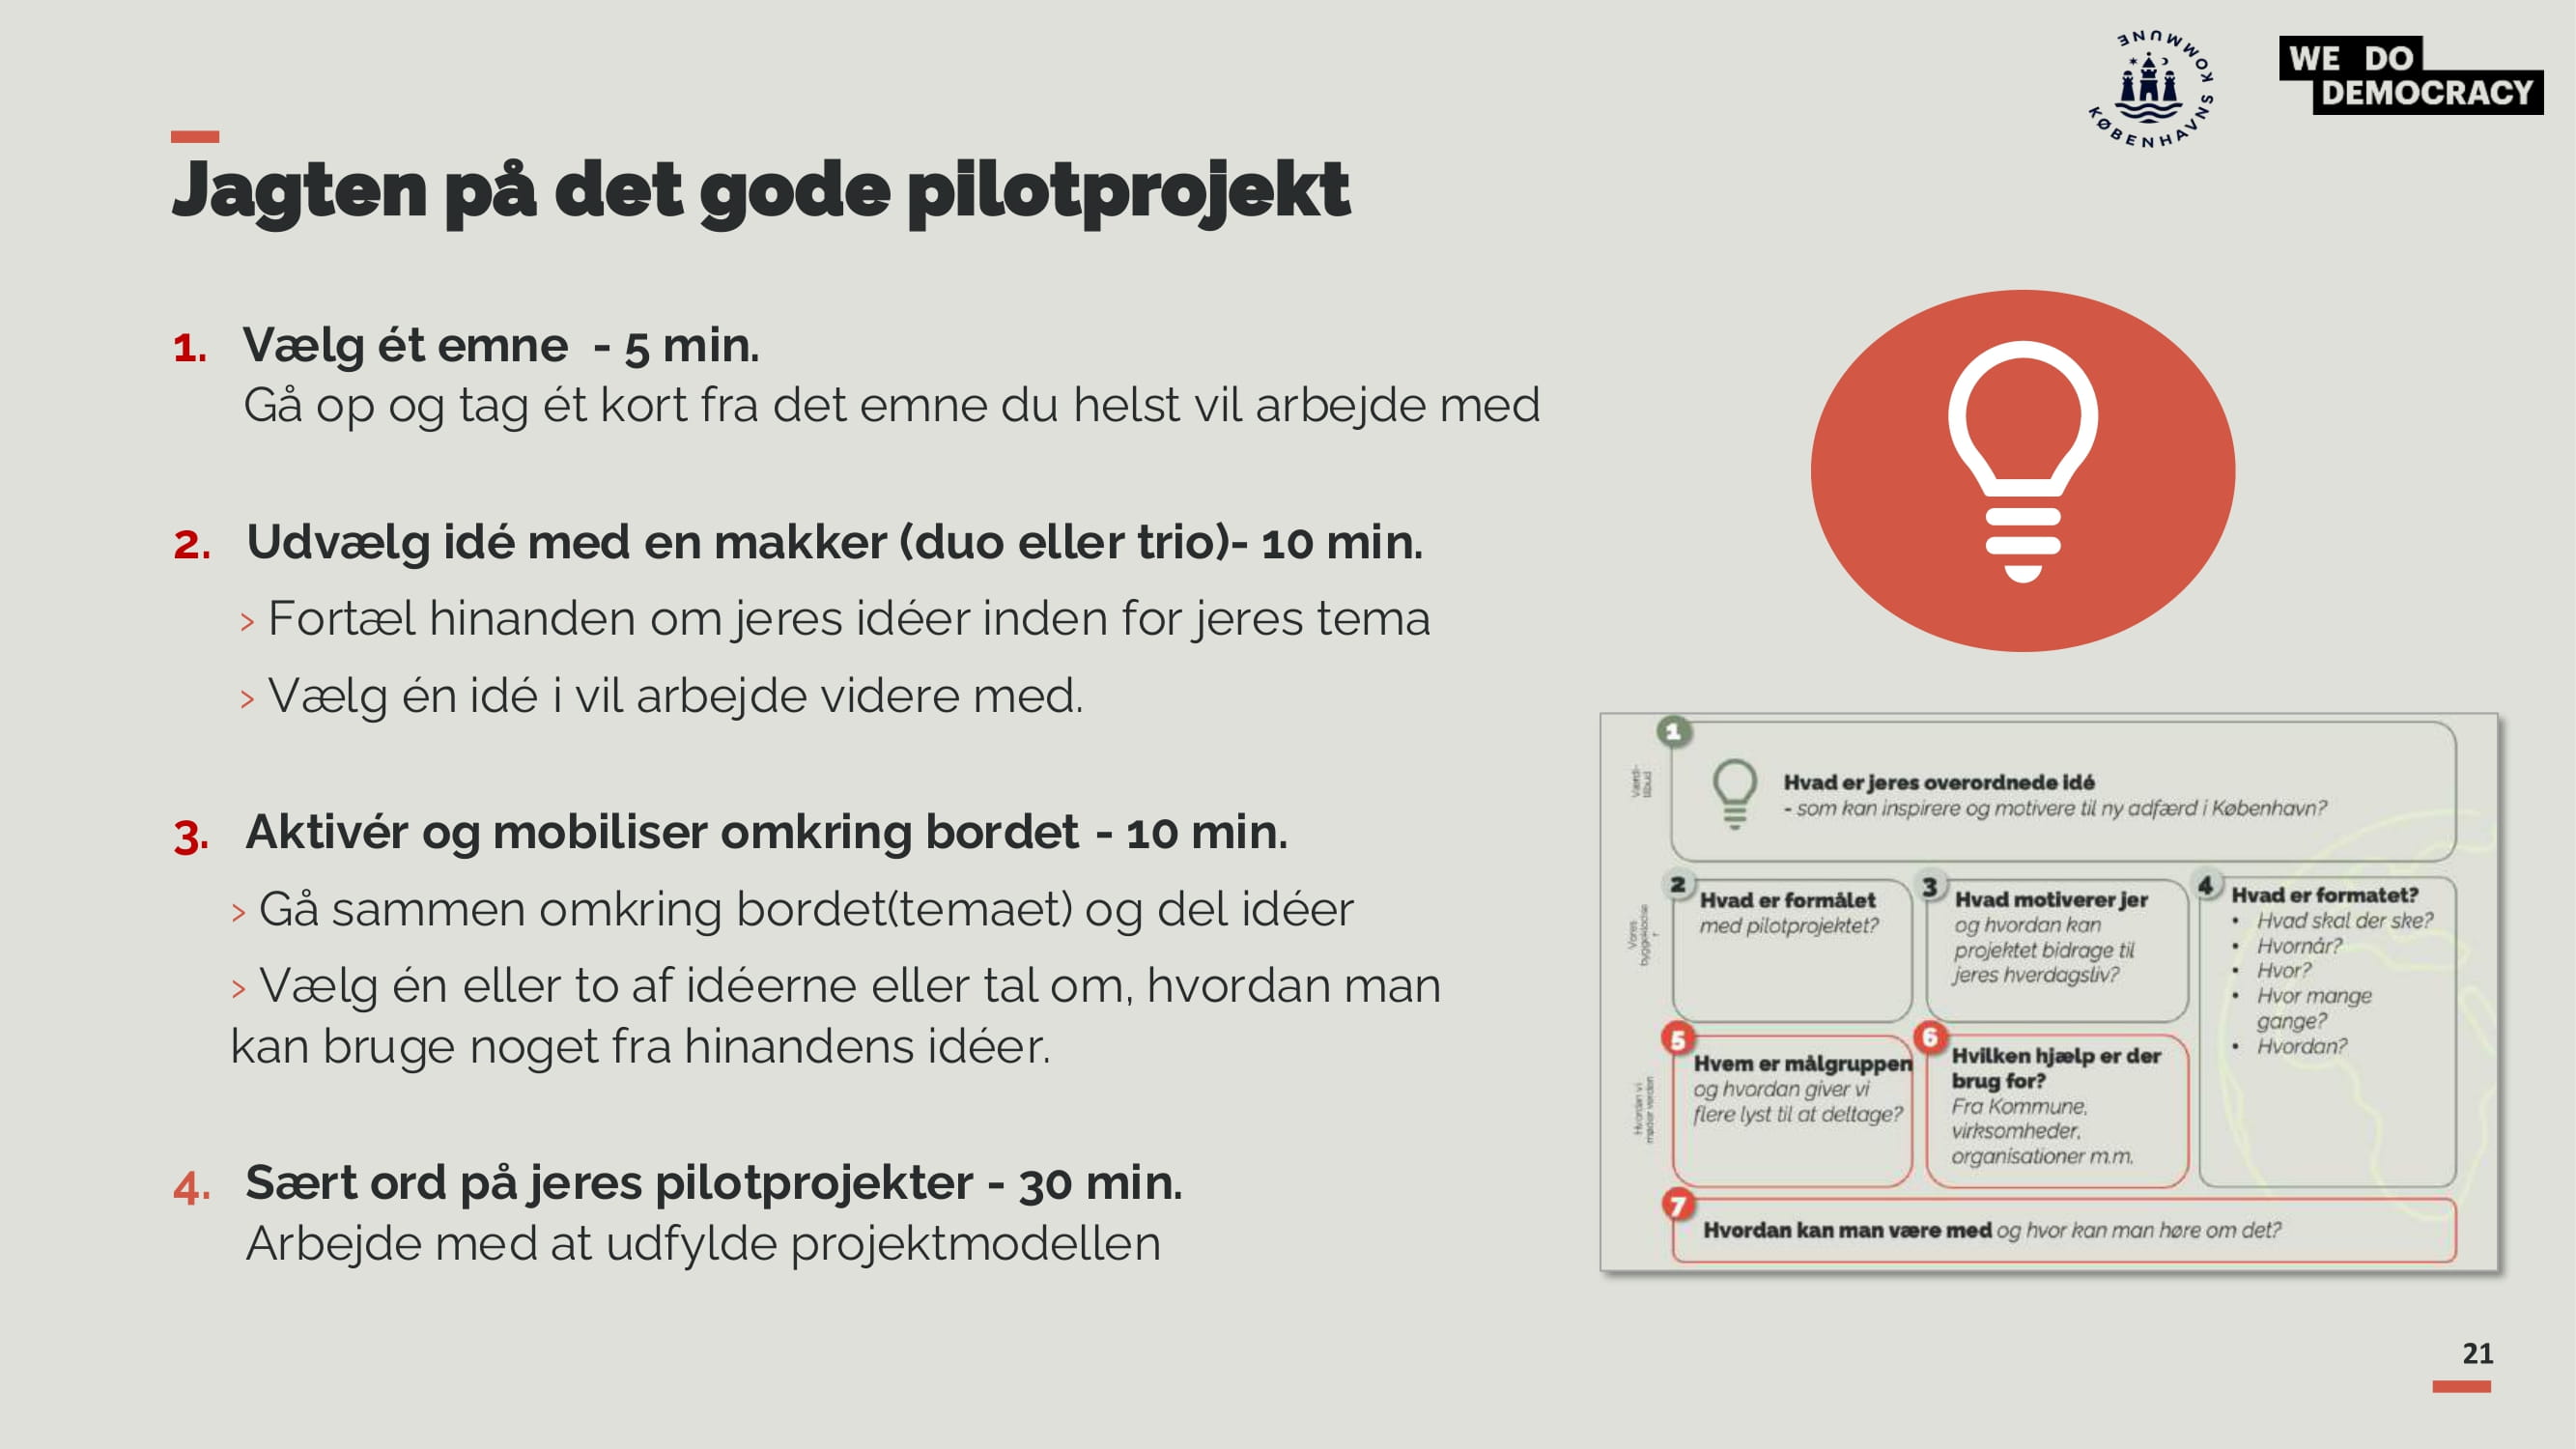 KØBENHAVNS KOMMUNE
WE DO
DEMOCRACY
Jagten på det gode pilotprojekt
1. Vælg ét emne - 5 min.
Gå op og tag ét kort fra det emne du helst vil arbejde med
2. Udvælg idé med en makker (duo eller trio)- 10 min.
> Fortæl hinanden om jeres idéer inden for jeres tema
> Vælg én idé i vil arbejde videre med.
3. Aktivér og mobiliser omkring bordet - 10 min.
> Gå sammen omkring bordet(temaet) og del idéer
> Vælg én eller to af idéerne eller tal om, hvordan man
kan bruge noget fra hinandens idéer.
4. Sært ord på jeres pilotprojekter - 30 min.
Arbejde med at udfylde projektmodellen
1
Værdi-
tilbud
Hvad er jeres overordnede idé
- som kan inspirere og motivere til ny adfærd i København?
Vores
2
Hvad er formålet
med pilotprojektet?
3
Hvad motiverer jer
og hvordan kan
projektet bidrage til
jeres hverdagsliv?
4
Hvad er formatet?
• Hvad skal der ske?
• Hvornår?
• Hvor?
• Hvor mange
gange?
• Hvordan?
Hvordan vi
møder verden
5
Hvem er målgruppen
og hvordan giver vi
flere lyst til at deltage?
6
Hvilken hjælp er der
brug for?
Fra Kommune,
virksomheder,
organisationer m.m.
7
Hvordan kan man være med og hvor kan man høre om det?
21